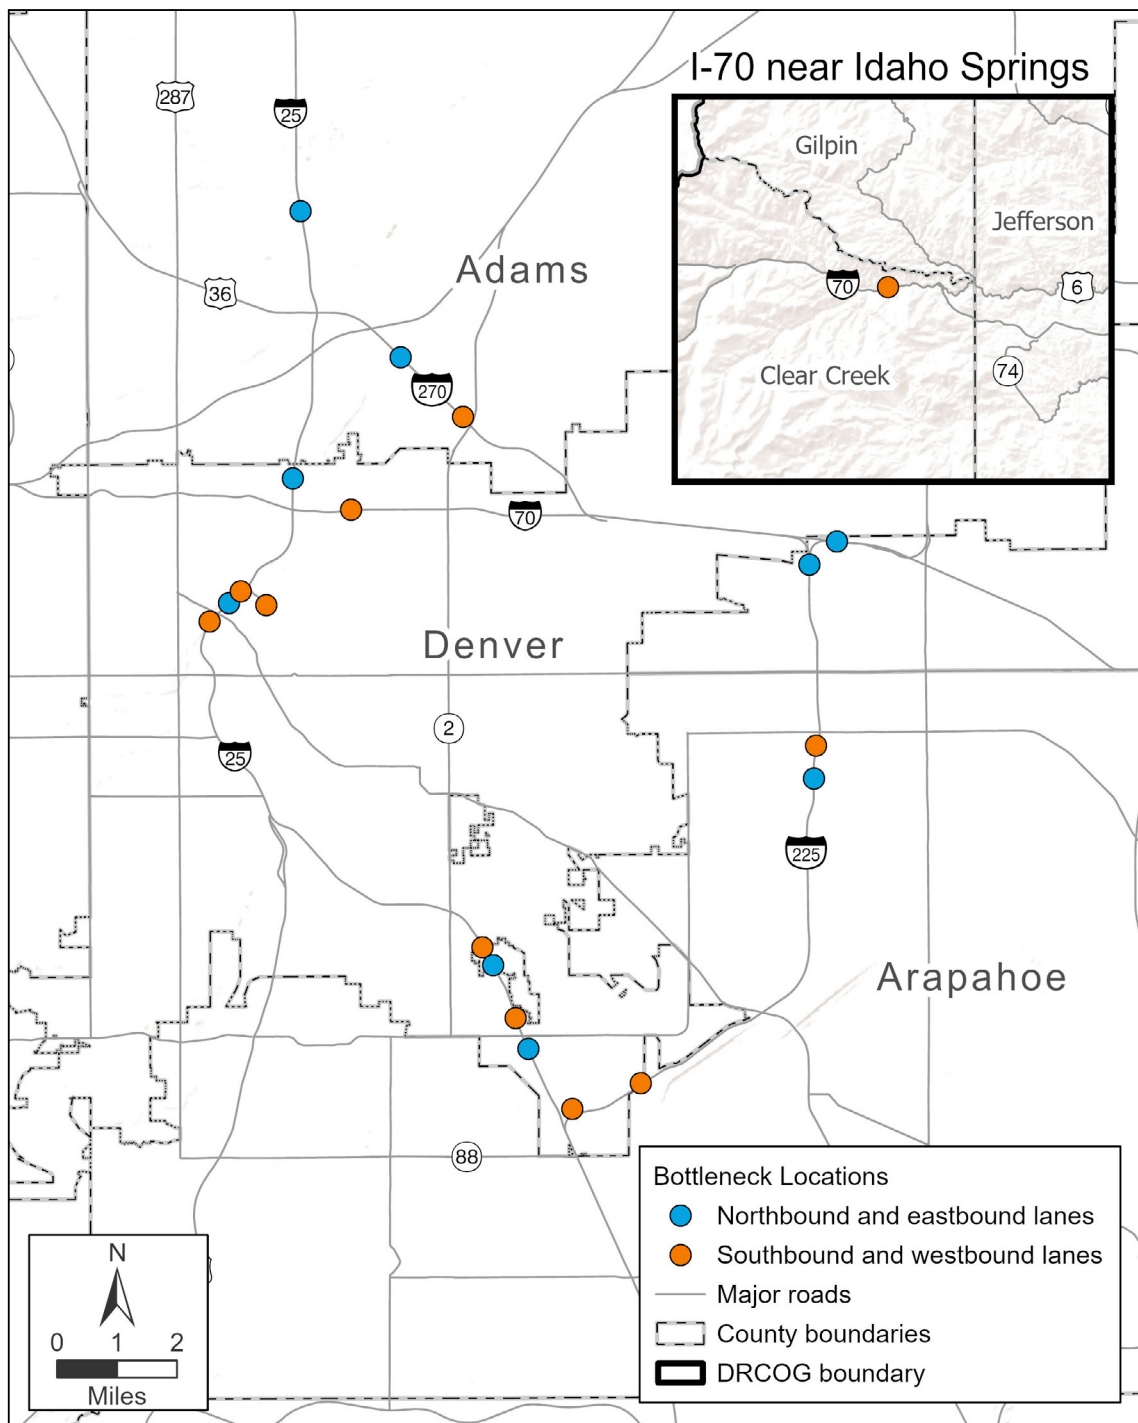 I-70 near Idaho Springs
287
25
Gilpin
Jefferson
36
Adams
70
6
270
Clear Creek
74
70
Denver
2
25
225
Arapahoe
88
Bottleneck Locations
Northbound and eastbound lanes
Southbound and westbound lanes
Major roads
County boundaries
DRCOG boundary
N
0 1 2
Miles